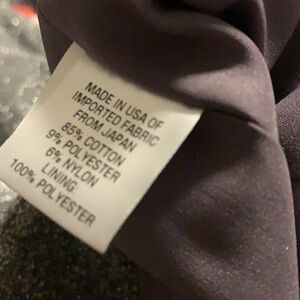 MADE IN USA OF
IMPORTED FABRIC
FROM JAPAN
85% COTTON
9% POLYESTER
6% NYLON
LINING
100% POLYESTER